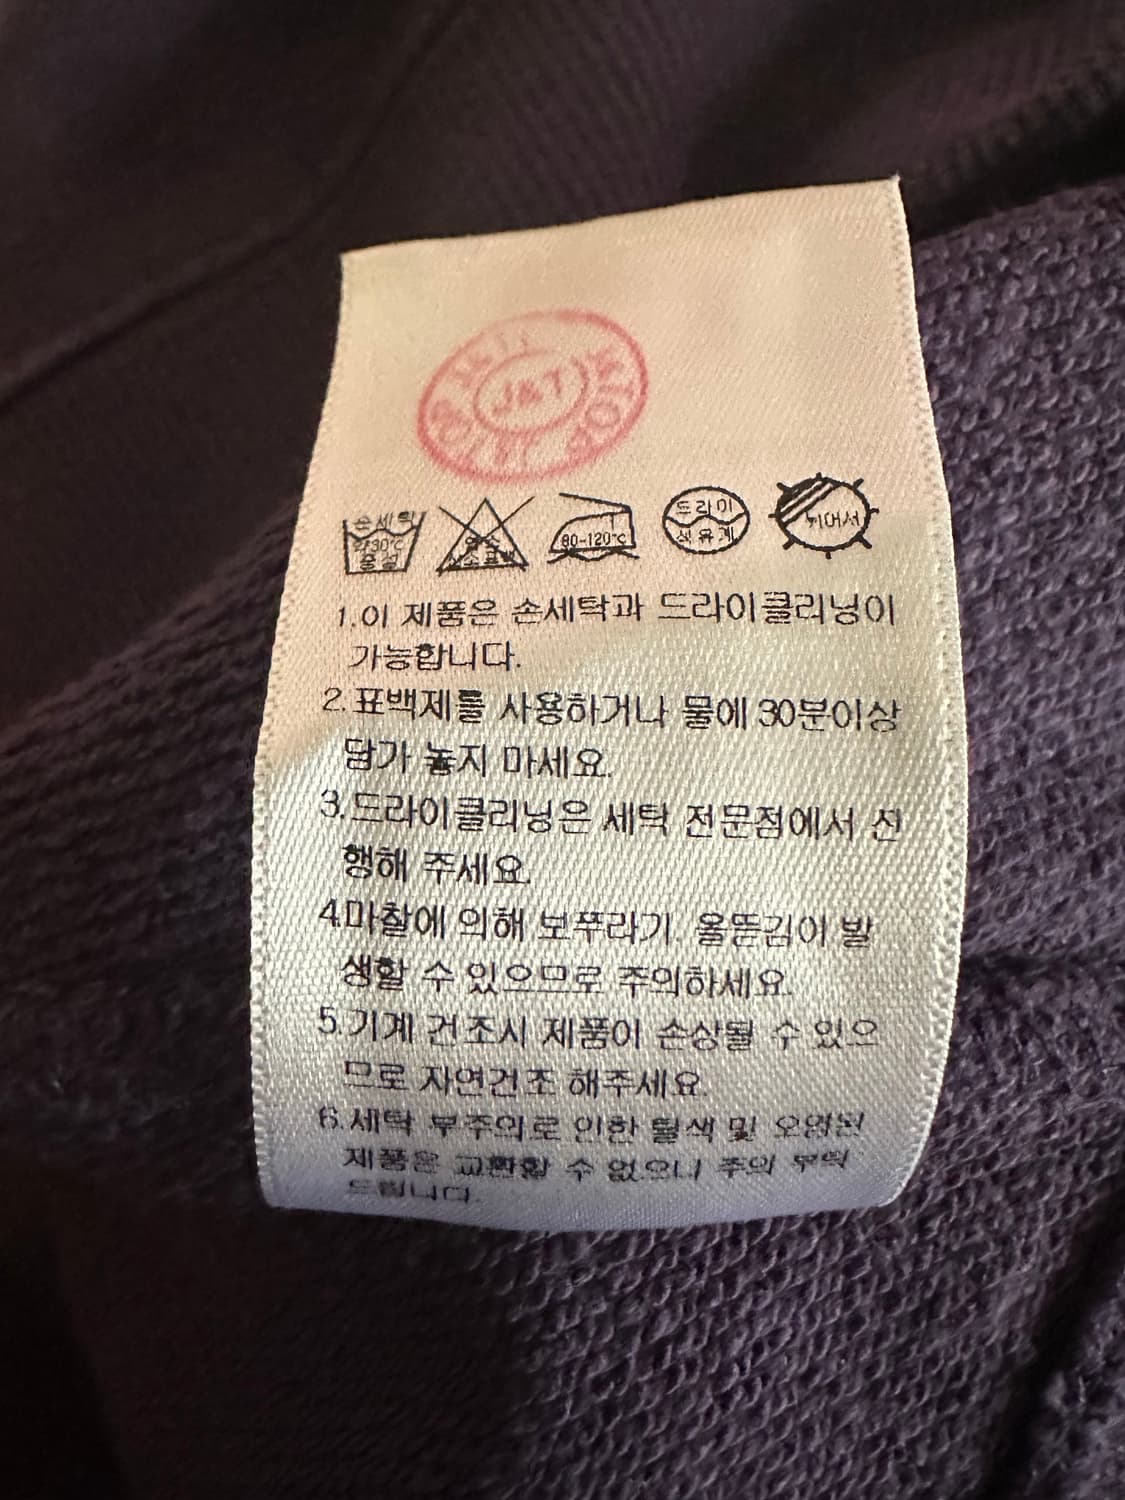 J&T
손세탁
약30°C
중성
염소표백
80-120°C
드라이
석유계
뉘어서
1.이 제품은 손세탁과 드라이클리닝이
가능합니다.
2.표백제를 사용하거나 물에 30분이상
담가 놓지 마세요.
3.드라이클리닝은 세탁 전문점에서 진
행해 주세요.
4.마찰에 의해 보푸라기. 올뜯김이 발
생할 수 있으므로 주의하세요.
5.기계 건조시 제품이 손상될 수 있으
므로 자연건조 해주세요.
6.세탁 부주의로 인한 탈색 및 오염된
제품은 교환할 수 없으니 주의 부탁
드립니다.